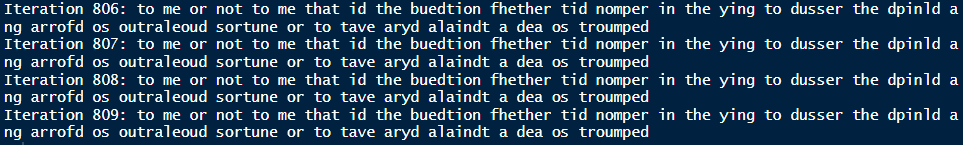 Iteration 806: to me or not to me that id the buedtion fhether tid nomper in the ying to dusser the dpinld a
ng arrofd os outraleoud sortune or to tave aryd alaindt a dea os troumped
Iteration 807: to me or not to me that id the buedtion fhether tid nomper in the ying to dusser the dpinld a
ng arrofd os outraleoud sortune or to tave aryd alaindt a dea os troumped
Iteration 808: to me or not to me that id the buedtion fhether tid nomper in the ying to dusser the dpinld a
ng arrofd os outraleoud sortune or to tave aryd alaindt a dea os troumped
Iteration 809: to me or not to me that id the buedtion fhether tid nomper in the ying to dusser the dpinld a
ng arrofd os outraleoud sortune or to tave aryd alaindt a dea os troumped